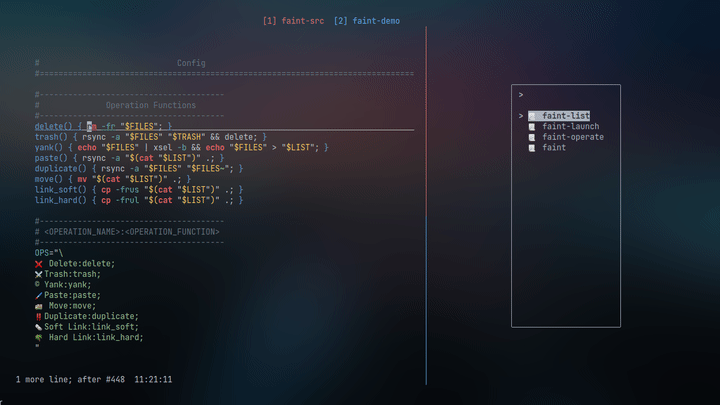 [1] faint-src [2] faint-demo
# Config
#==============================================================================
#---------------------------------------
# Operation Functions
#---------------------------------------
delete() { rm -fr "$FILES"; }
trash() { rsync -a "$FILES" "$TRASH" && delete; }
yank() { echo "$FILES" | xsel -b && echo "$FILES" > "$LIST"; }
paste() { rsync -a "$(cat "$LIST")" .; }
duplicate() { rsync -a "$FILES" "$FILES~"; }
move() { mv "$(cat "$LIST")" .; }
link_soft() { cp -frus "$(cat "$LIST")" .; }
link_hard() { cp -frul "$(cat "$LIST")" .; }
#---------------------------------------
# <OPERATION_NAME>:<OPERATION_FUNCTION>
#---------------------------------------
OPS="\
❌ Delete:delete;
⚔Trash:trash;
© Yank:yank;
🖌Paste:paste;
🚚 Move:move;
‼Duplicate:duplicate;
✎Soft Link:link_soft;
🌳 Hard Link:link_hard;
"
1 more line; after #448 11:21:11
>
> faint-list
faint-launch
faint-operate
faint